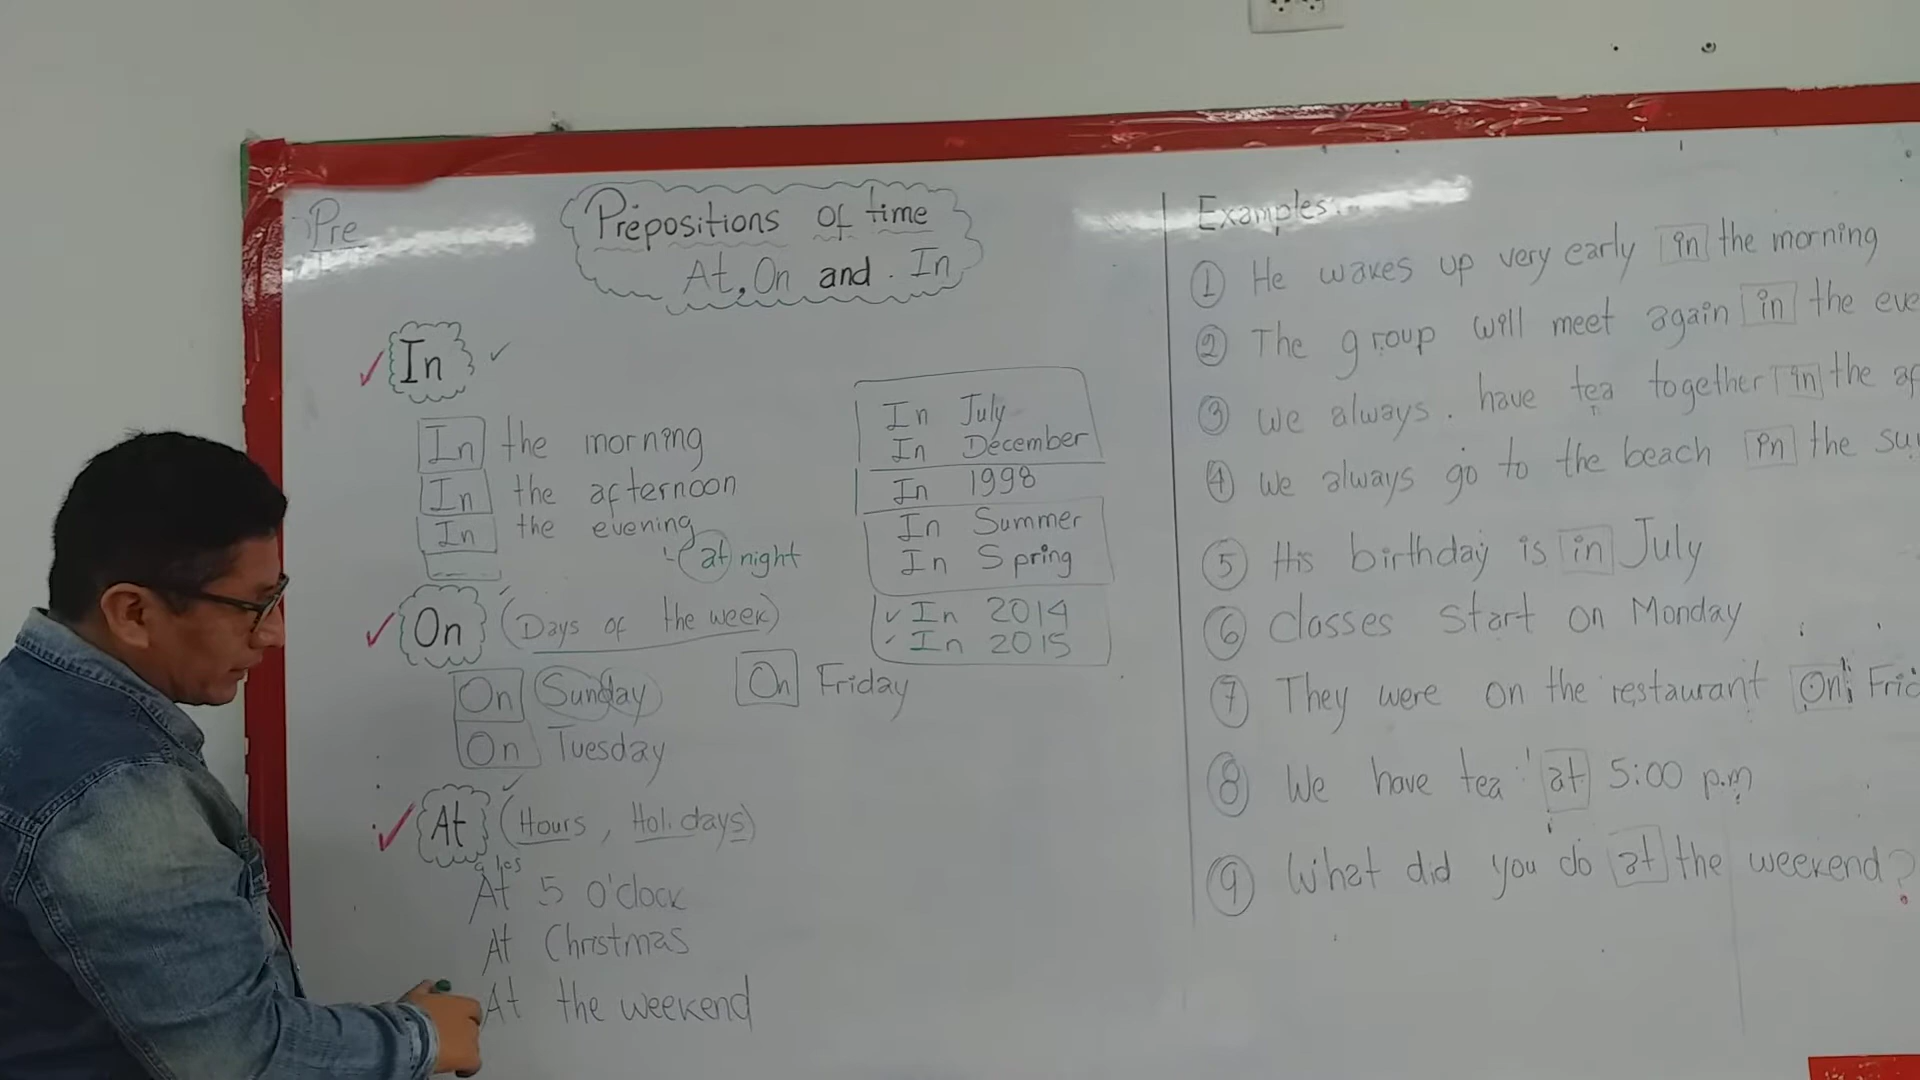 Pre
Prepositions of time
At, On and . In
In
In the morning
In the afternoon
In the evening
at night
In July
In December
In 1998
In Summer
In Spring
In 2014
In 2015
On (Days of the week)
On Sunday
On Friday
On Tuesday
At (Hours, Holidays)
a las
At 5 o'clock
At Christmas
At the weekend
Examples:
1 He wakes up very early in the morning
2 The group will meet again in the eve
3 we always . have tea together in the af
4 we always go to the beach in the su
5 His birthday is in July
6 classes start on Monday
7 They were on the restaurant On Frid
8 We have tea at 5:00 p.m
9 What did you do at the weekend?